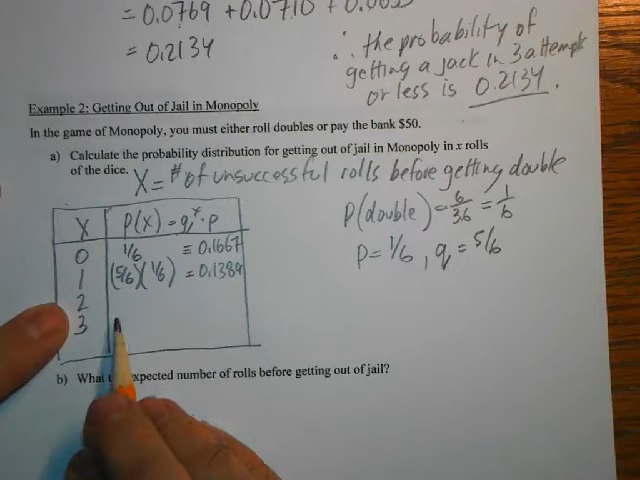 = 0.0769 + 0.0710 + 0.0655
= 0.2134
∴ the probability of
getting a jack in 3 attempts
or less is 0.2134.
Example 2: Getting Out of Jail in Monopoly
In the game of Monopoly, you must either roll doubles or pay the bank $50.
a) Calculate the probability distribution for getting out of jail in Monopoly in x rolls
of the dice. X = # of unsuccessful rolls before getting double
P(double) = 6/36 = 1/6
p = 1/6, q = 5/6
X P(X) = qˣ · p
0 1/6 = 0.1667
1 (5/6)(1/6) = 0.1389
2
3
b) What expected number of rolls before getting out of jail?